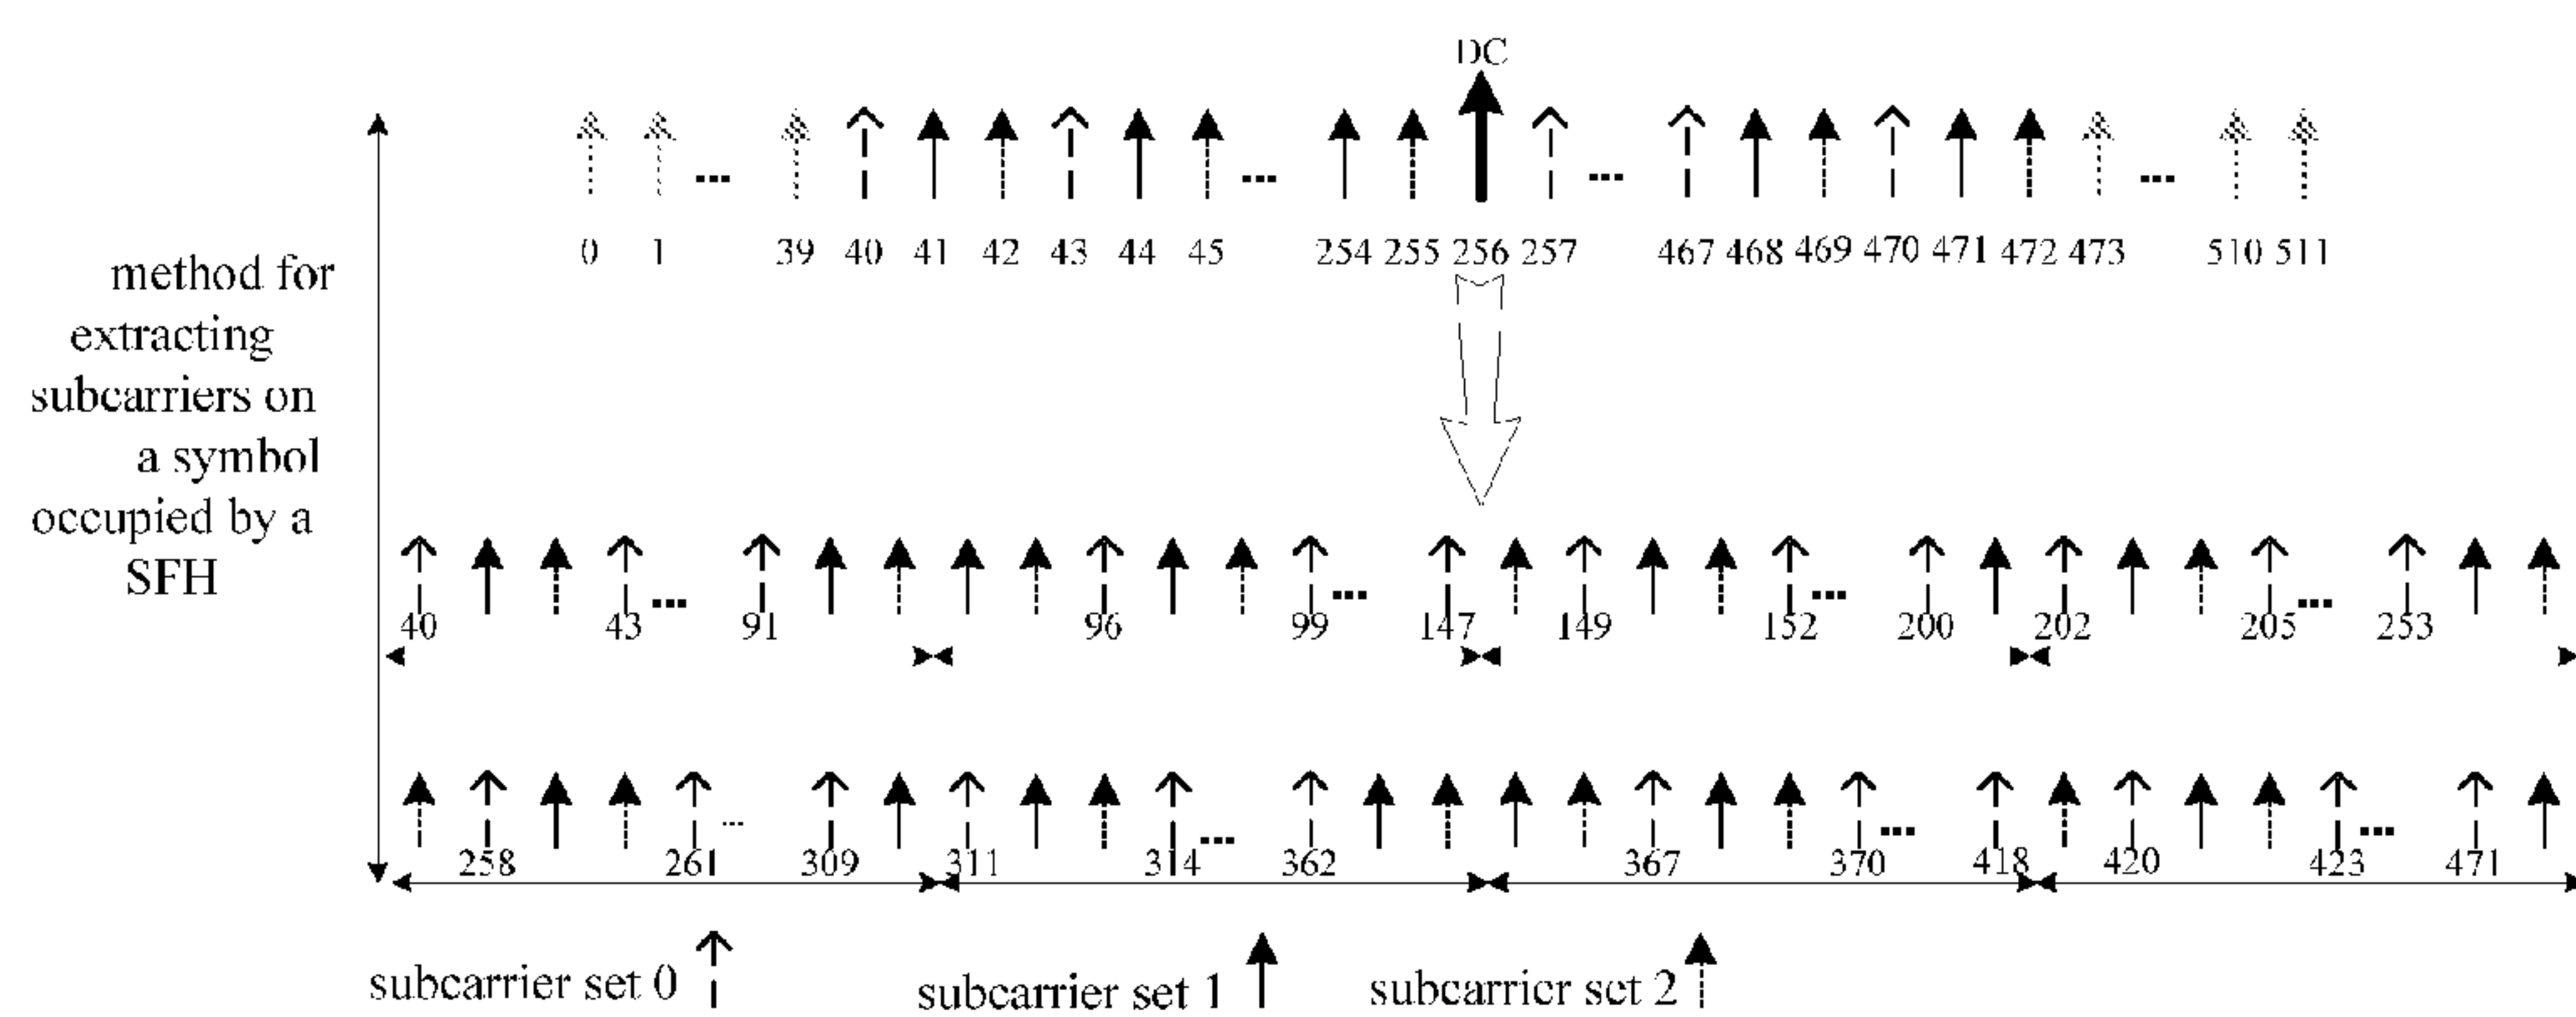 DC
0 1 ... 39 40 41 42 43 44 45 ... 254 255 256 257 ... 467 468 469 470 471 472 473 ... 510 511
method for
extracting
subcarriers on
a symbol
occupied by a
SFH
40 43 ... 91 96 99 ... 147 149 152 ... 200 202 205 ... 253
258 261 ... 309 311 314 ... 362 367 370 ... 418 420 423 ... 471
subcarrier set 0 subcarrier set 1 subcarrier set 2